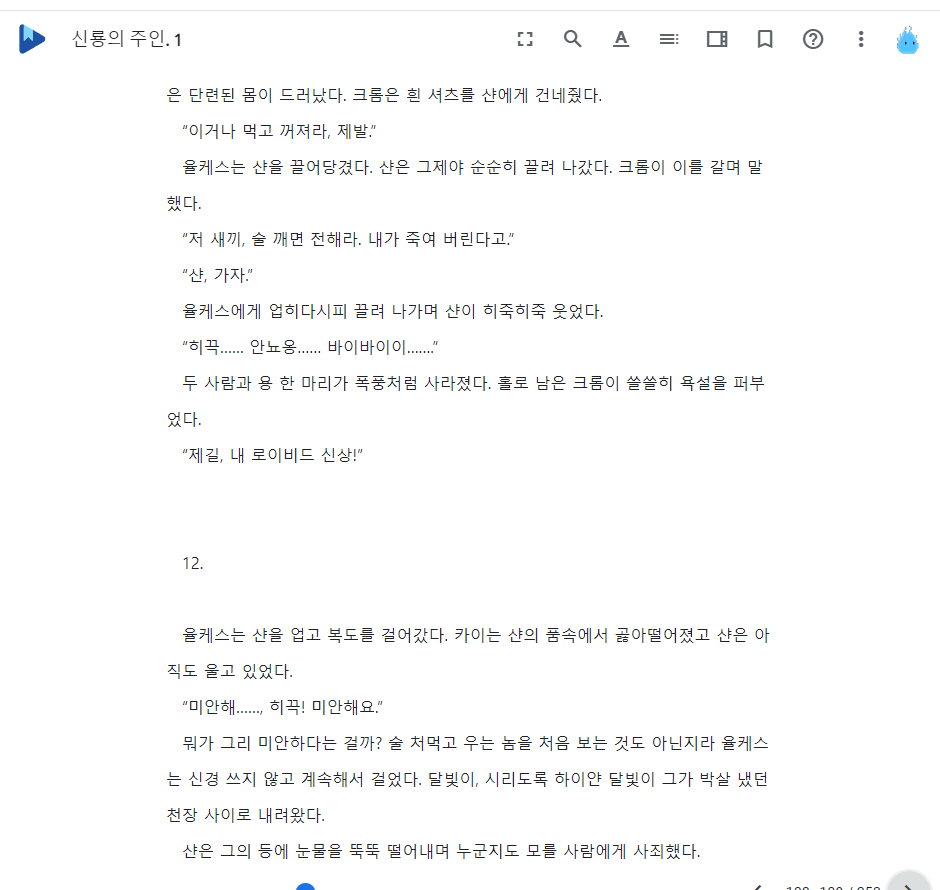 신룡의 주인. 1
은 단련된 몸이 드러났다. 크롬은 흰 셔츠를 샨에게 건네줬다.
“이거나 먹고 꺼져라, 제발.”
율케스는 샨을 끌어당겼다. 샨은 그제야 순순히 끌려 나갔다. 크롬이 이를 갈며 말
했다.
“저 새끼, 술 깨면 전해라. 내가 죽여 버린다고.”
“샨, 가자.”
율케스에게 업히다시피 끌려 나가며 샨이 히죽히죽 웃었다.
“히끅…… 안뇨옹…… 바이바이이…….”
두 사람과 용 한 마리가 폭풍처럼 사라졌다. 홀로 남은 크롬이 쓸쓸히 욕설을 퍼부
었다.
“제길, 내 로이비드 신상!”
12.
율케스는 샨을 업고 복도를 걸어갔다. 카이는 샨의 품속에서 곯아떨어졌고 샨은 아
직도 울고 있었다.
“미안해……, 히끅! 미안해요.”
뭐가 그리 미안하다는 걸까? 술 처먹고 우는 놈을 처음 보는 것도 아닌지라 율케스
는 신경 쓰지 않고 계속해서 걸었다. 달빛이, 시리도록 하이얀 달빛이 그가 박살 냈던
천장 사이로 내려왔다.
샨은 그의 등에 눈물을 뚝뚝 떨어내며 누군지도 모를 사람에게 사죄했다.